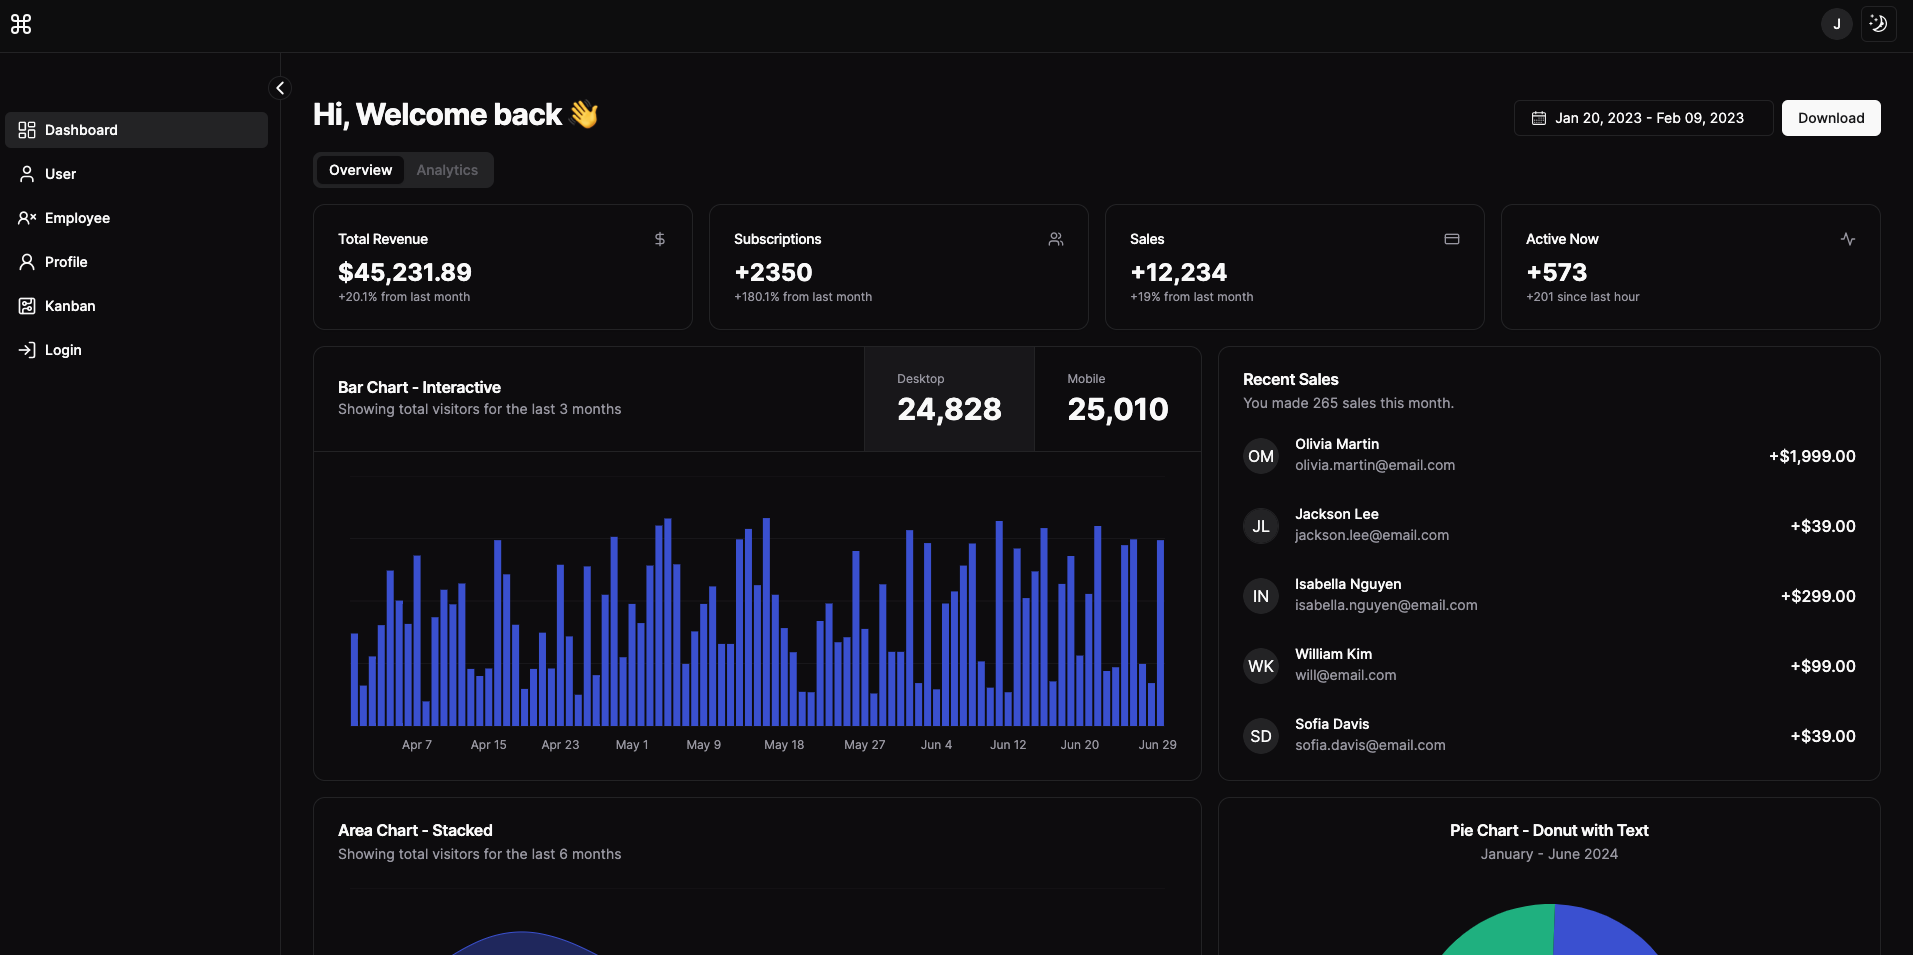 J
Dashboard
User
Employee
Profile
Kanban
Login
Hi, Welcome back 👋
Jan 20, 2023 - Feb 09, 2023
Download
Overview
Analytics
Total Revenue
$45,231.89
+20.1% from last month
Subscriptions
+2350
+180.1% from last month
Sales
+12,234
+19% from last month
Active Now
+573
+201 since last hour
Bar Chart - Interactive
Showing total visitors for the last 3 months
Desktop
24,828
Mobile
25,010
Apr 7 Apr 15 Apr 23 May 1 May 9 May 18 May 27 Jun 4 Jun 12 Jun 20 Jun 29
Recent Sales
You made 265 sales this month.
OM
Olivia Martin
olivia.martin@email.com
+$1,999.00
JL
Jackson Lee
jackson.lee@email.com
+$39.00
IN
Isabella Nguyen
isabella.nguyen@email.com
+$299.00
WK
William Kim
will@email.com
+$99.00
SD
Sofia Davis
sofia.davis@email.com
+$39.00
Area Chart - Stacked
Showing total visitors for the last 6 months
Pie Chart - Donut with Text
January - June 2024